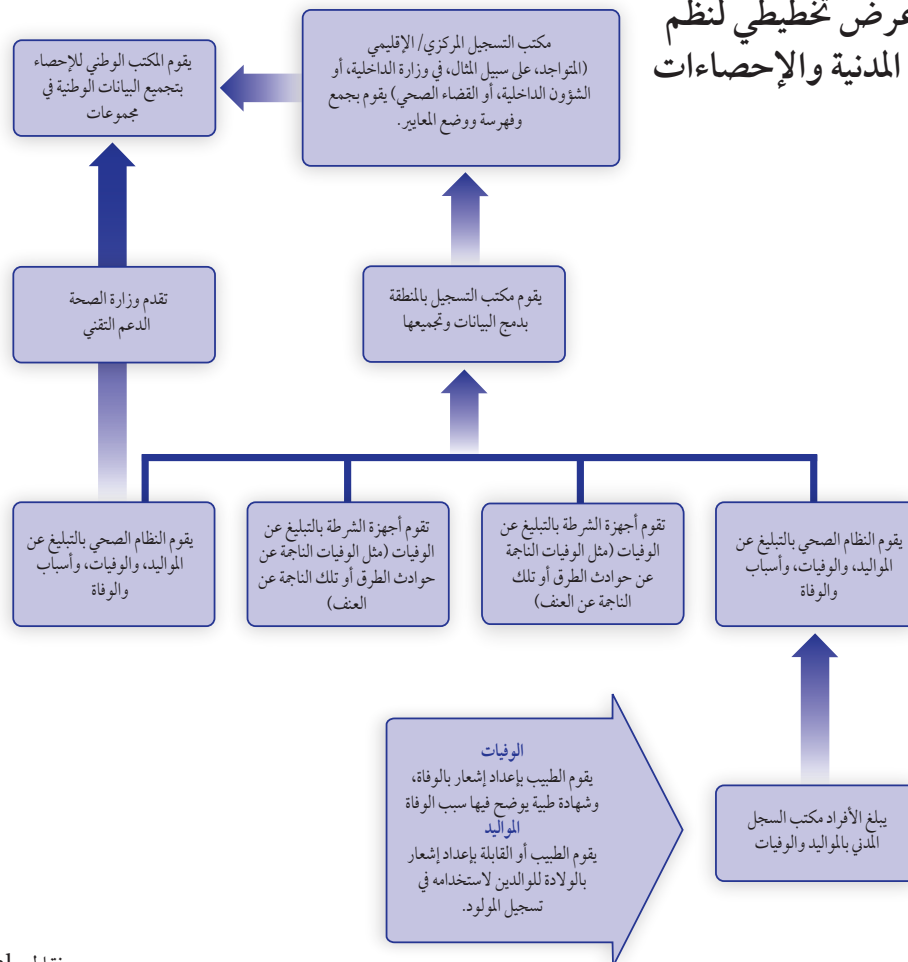 عرض تخطيطي لنظم
المدنية والإحصاءات
مكتب التسجيل المركزي/ الإقليمي
(المتواجد، على سبيل المثال، في وزارة الداخلية، أو
الشؤون الداخلية، أو القضاء الصحي) يقوم بجمع
وفهرسة ووضع المعايير.
يقوم المكتب الوطني للإحصاء
بتجميع البيانات الوطنية في
مجموعات
يقوم مكتب التسجيل بالمنطقة
بدمج البيانات وتجميعها
تقدم وزارة الصحة
الدعم التقني
يقوم النظام الصحي بالتبليغ عن
المواليد، والوفيات، وأسباب
والوفاة
تقوم أجهزة الشرطة بالتبليغ عن
الوفيات (مثل الوفيات الناجمة
عن حوادث الطرق أو تلك
الناجمة عن العنف)
تقوم أجهزة الشرطة بالتبليغ عن
الوفيات (مثل الوفيات الناجمة عن
حوادث الطرق أو تلك الناجمة عن
العنف)
يقوم النظام الصحي بالتبليغ عن
المواليد، والوفيات، وأسباب
والوفاة
يبلغ الأفراد مكتب السجل
المدني بالمواليد والوفيات
الوفيات
يقوم الطبيب بإعداد إشعار بالوفاة،
وشهادة طبية يوضح فيها سبب الوفاة
المواليد
يقوم الطبيب أو القابلة بإعداد إشعار
بالولادة للوالدين لاستخدامه في
تسجيل المولود.